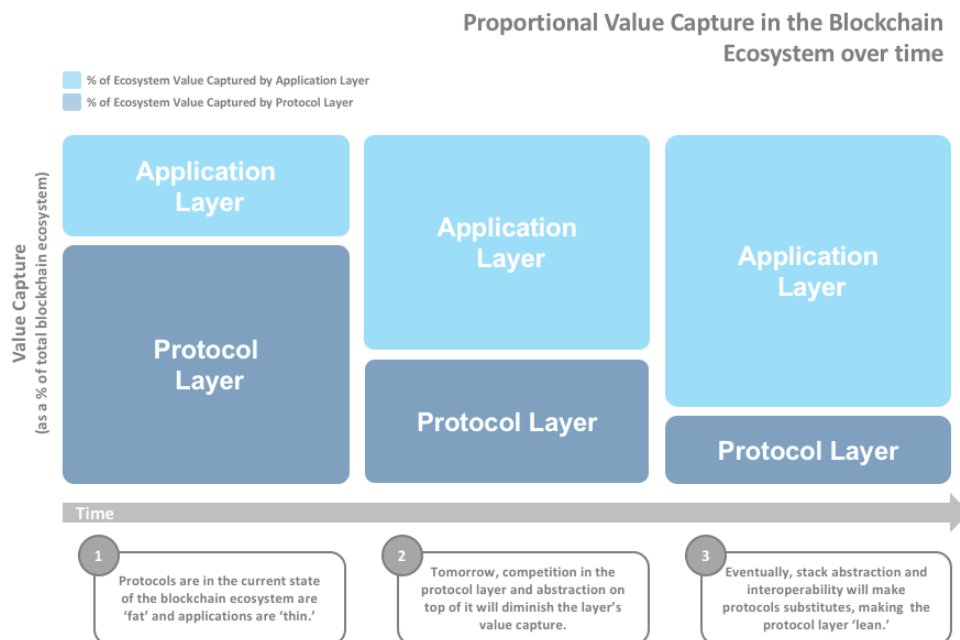 Proportional Value Capture in the Blockchain
Ecosystem over time
% of Ecosystem Value Captured by Application Layer
% of Ecosystem Value Captured by Protocol Layer
Value Capture
(as a % of total blockchain ecosystem)
Application
Layer
Protocol
Layer
Application
Layer
Protocol Layer
Application
Layer
Protocol Layer
Time
1
Protocols are in the current state
of the blockchain ecosystem are
‘fat’ and applications are ‘thin.’
2
Tomorrow, competition in the
protocol layer and abstraction on
top of it will diminish the layer’s
value capture.
3
Eventually, stack abstraction and
interoperability will make
protocols substitutes, making the
protocol layer ‘lean.’